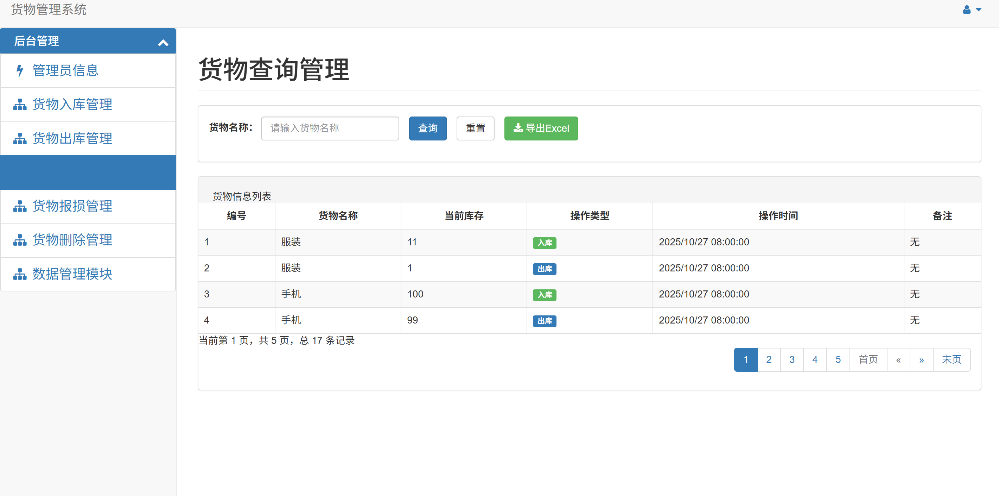 货物管理系统
后台管理
管理员信息
货物入库管理
货物出库管理
货物报损管理
货物删除管理
数据管理模块
货物查询管理
货物名称： 请输入货物名称 查询 重置 导出Excel
货物信息列表
编号 货物名称 当前库存 操作类型 操作时间 备注
1 服装 11 入库 2025/10/27 08:00:00 无
2 服装 1 出库 2025/10/27 08:00:00 无
3 手机 100 入库 2025/10/27 08:00:00 无
4 手机 99 出库 2025/10/27 08:00:00 无
当前第 1 页，共 5 页，总 17 条记录
1 2 3 4 5 首页 « » 末页